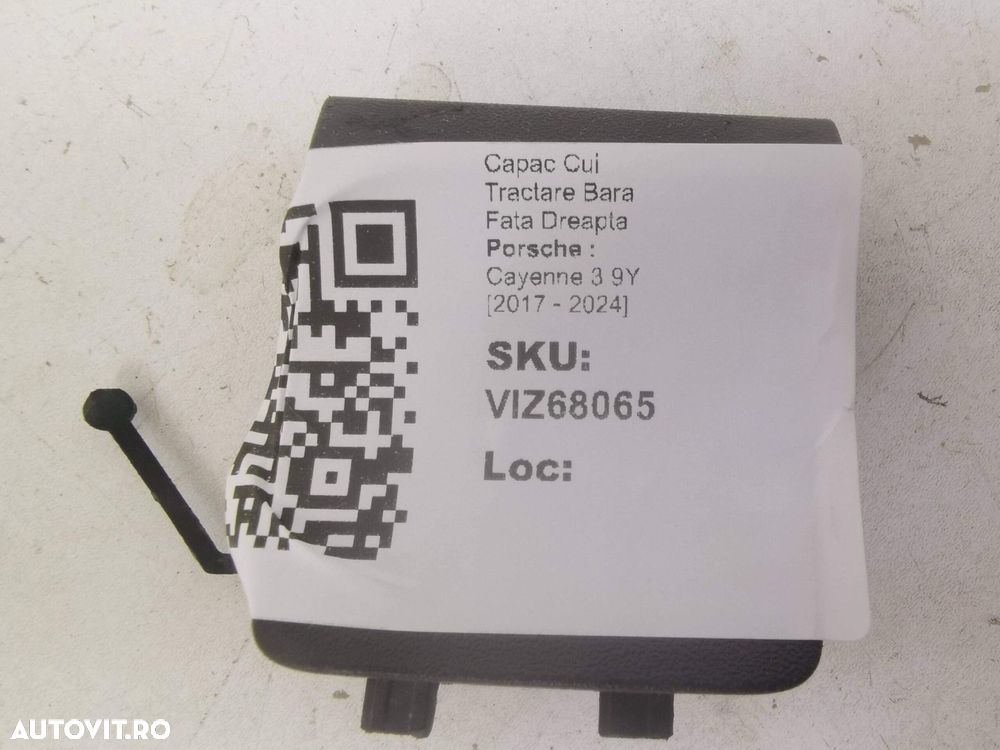 Capac Cui
Tractare Bara
Fata Dreapta
Porsche :
Cayenne 3 9Y
[2017 - 2024]
SKU:
VIZ68065
Loc:
AUTOVIT.RO